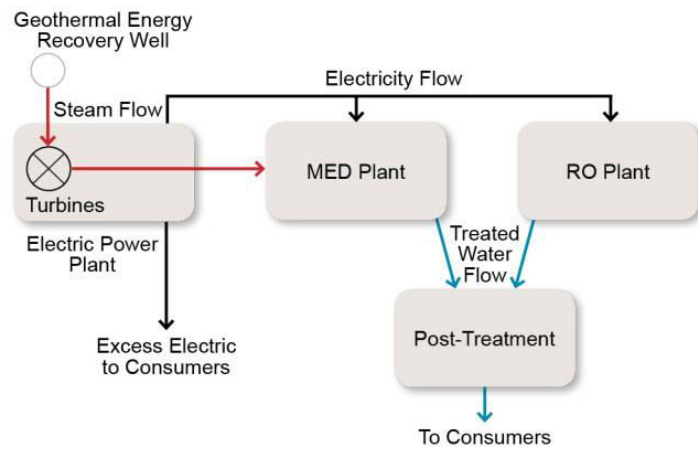 Geothermal Energy
Recovery Well
Electricity Flow
Steam Flow
MED Plant
RO Plant
Turbines
Electric Power
Plant
Treated
Water
Flow
Excess Electric
to Consumers
Post-Treatment
To Consumers